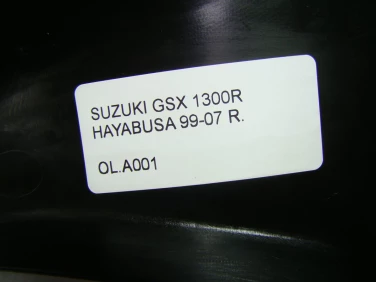 SUZUKI GSX 1300R
HAYABUSA 99-07 R.
OL.A001